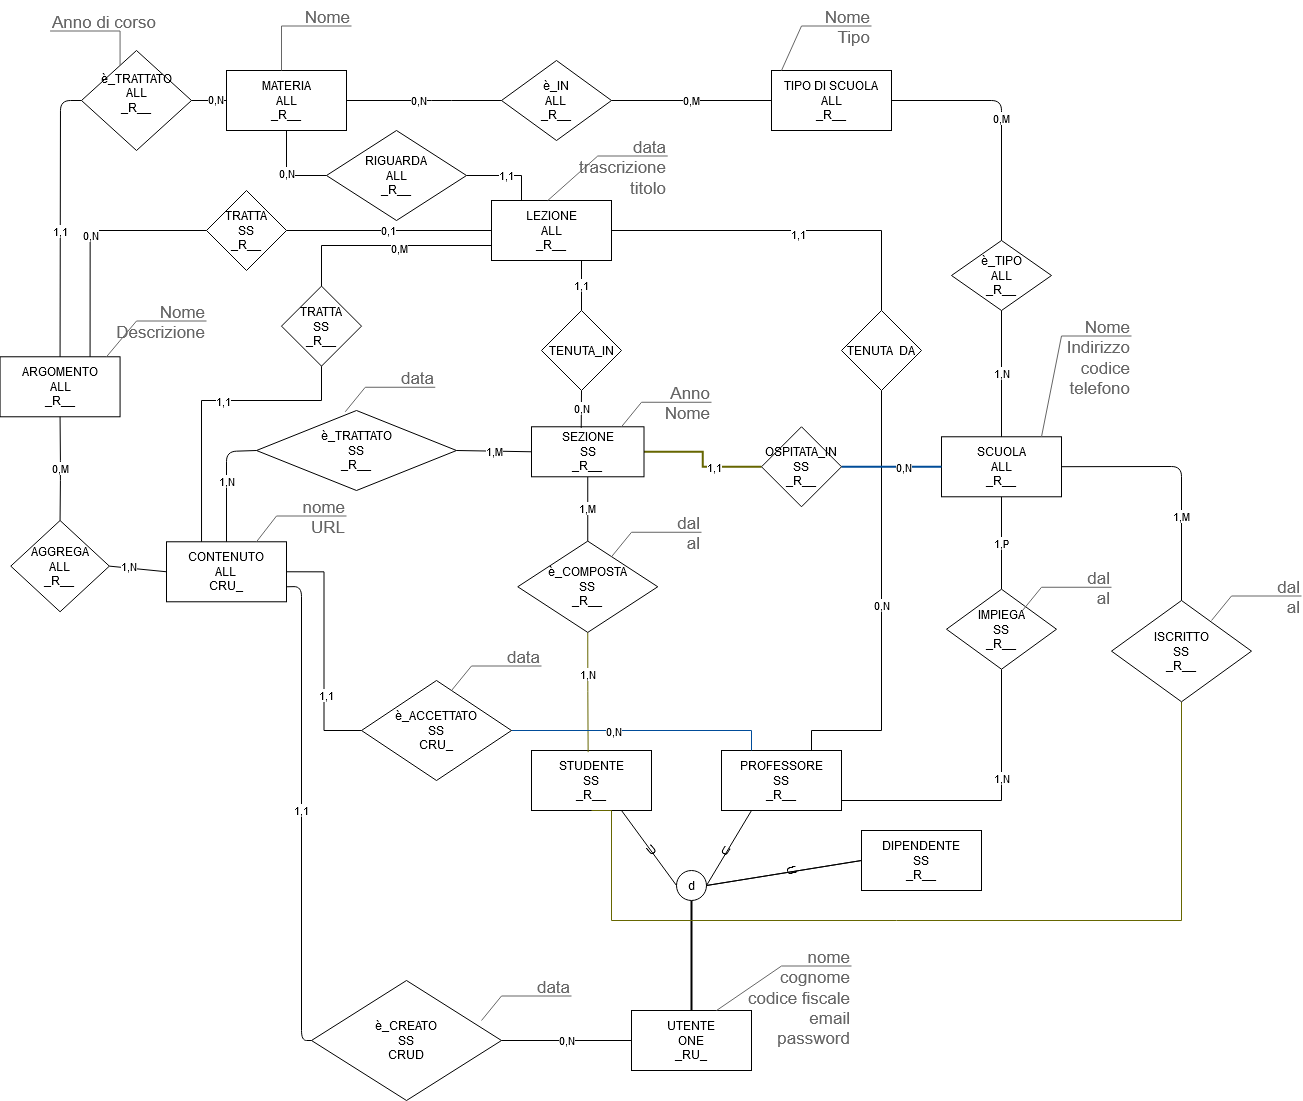 Anno di corso
Nome
Nome
Tipo
è_TRATTATO
ALL
_R__
0,N
MATERIA
ALL
_R__
0,N
è_IN
ALL
_R__
0,M
TIPO DI SCUOLA
ALL
_R__
0,M
RIGUARDA
ALL
_R__
0,N
1,1
data
trascrizione
titolo
LEZIONE
ALL
_R__
1,1
TRATTA
SS
_R__
0,N
0,1
0,M
1,1
è_TIPO
ALL
_R__
1,1
TRATTA
SS
_R__
TENUTA_IN
TENUTA DA
Nome
Descrizione
ARGOMENTO
ALL
_R__
Nome
Indirizzo
codice
telefono
1,N
data
1,1
0,N
Anno
Nome
è_TRATTATO
SS
_R__
1,M
SEZIONE
SS
_R__
1,1
OSPITATA_IN
SS
_R__
0,N
SCUOLA
ALL
_R__
0,M
1,N
nome
URL
1,M
1,M
dal
al
1,P
AGGREGA
ALL
_R__
1,N
CONTENUTO
ALL
CRU_
è_COMPOSTA
SS
_R__
dal
al
dal
al
0,N
IMPIEGA
SS
_R__
ISCRITTO
SS
_R__
data
1,N
1,1
è_ACCETTATO
SS
CRU_
0,N
STUDENTE
SS
_R__
PROFESSORE
SS
_R__
1,N
1,1
U
U
U
DIPENDENTE
SS
_R__
d
nome
cognome
codice fiscale
email
password
data
è_CREATO
SS
CRUD
0,N
UTENTE
ONE
_RU_